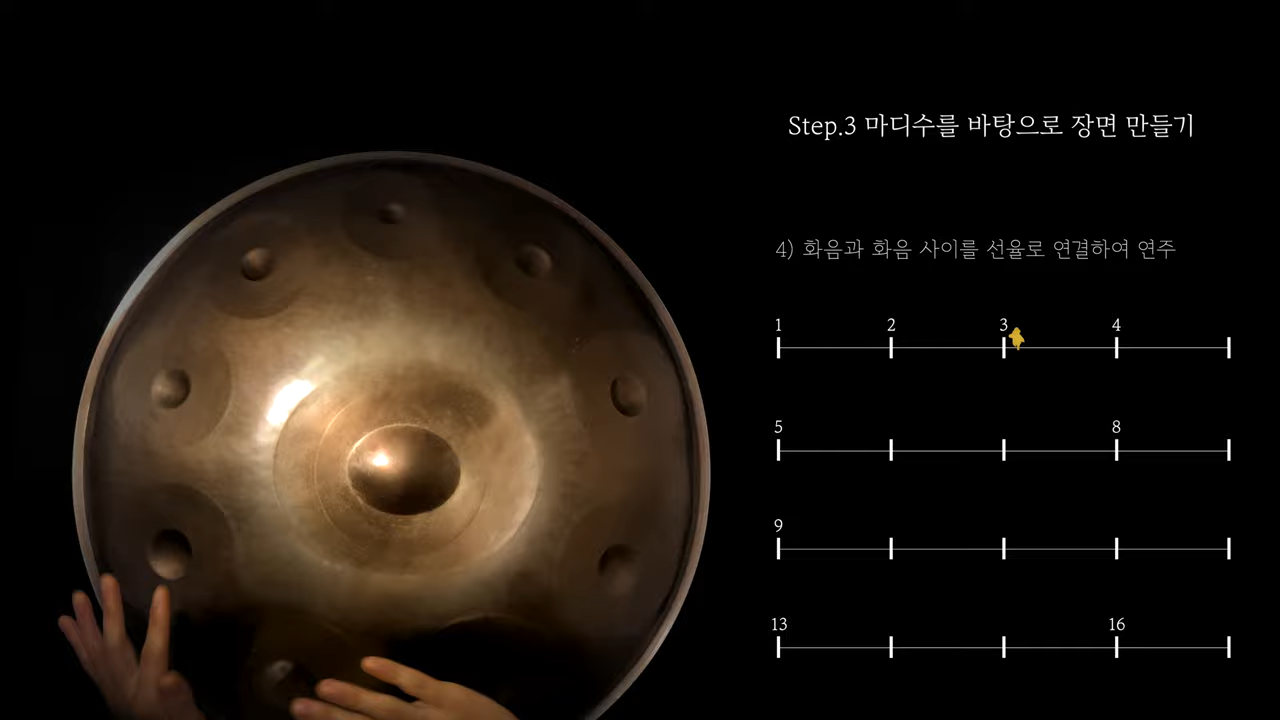 Step.3 마디수를 바탕으로 장면 만들기
4) 화음과 화음 사이를 선율로 연결하여 연주
1 2 3 4
5 8
9
13 16